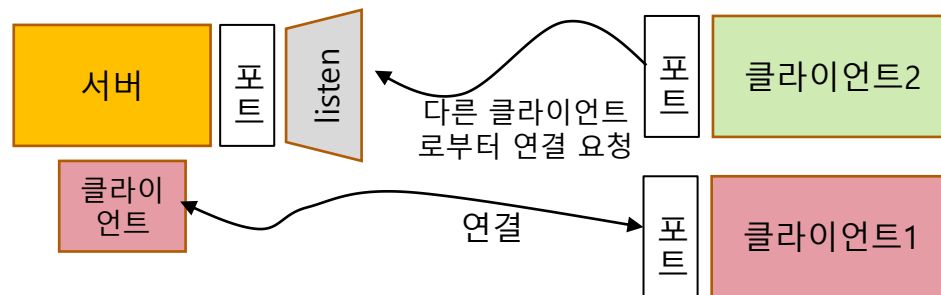 서버
포트
listen
포트
클라이언트2
다른 클라이언트
로부터 연결 요청
클라이
언트
연결
포트
클라이언트1